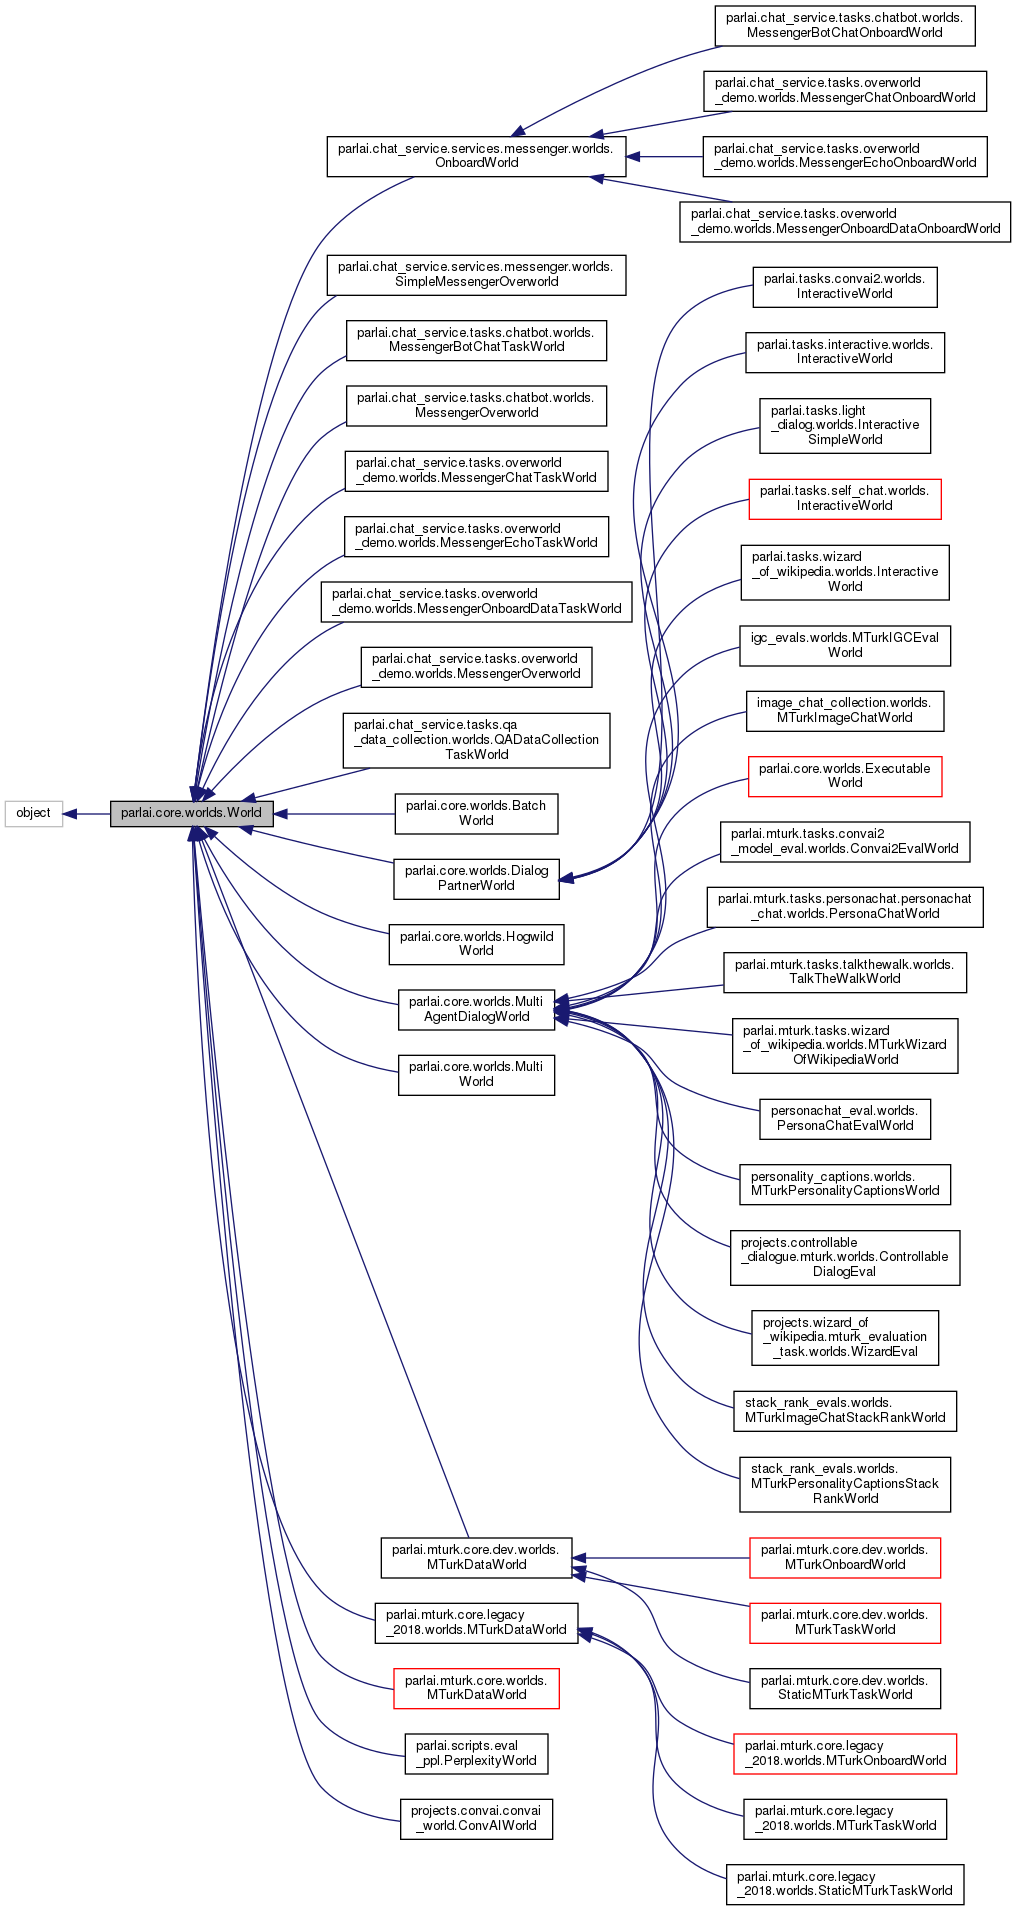 parlai.chat_service.tasks.chatbot.worlds.
MessengerBotChatOnboardWorld
parlai.chat_service.tasks.overworld
_demo.worlds.MessengerChatOnboardWorld
parlai.chat_service.services.messenger.worlds.
OnboardWorld
parlai.chat_service.tasks.overworld
_demo.worlds.MessengerEchoOnboardWorld
parlai.chat_service.tasks.overworld
_demo.worlds.MessengerOnboardDataOnboardWorld
parlai.chat_service.services.messenger.worlds.
SimpleMessengerOverworld
parlai.chat_service.tasks.chatbot.worlds.
MessengerBotChatTaskWorld
parlai.chat_service.tasks.chatbot.worlds.
MessengerOverworld
parlai.chat_service.tasks.overworld
_demo.worlds.MessengerChatTaskWorld
parlai.chat_service.tasks.overworld
_demo.worlds.MessengerEchoTaskWorld
parlai.chat_service.tasks.overworld
_demo.worlds.MessengerOnboardDataTaskWorld
parlai.chat_service.tasks.overworld
_demo.worlds.MessengerOverworld
parlai.chat_service.tasks.qa
_data_collection.worlds.QADataCollection
TaskWorld
object
parlai.core.worlds.World
parlai.core.worlds.Batch
World
parlai.core.worlds.Dialog
PartnerWorld
parlai.core.worlds.Hogwild
World
parlai.core.worlds.Multi
AgentDialogWorld
parlai.core.worlds.Multi
World
parlai.tasks.convai2.worlds.
InteractiveWorld
parlai.tasks.interactive.worlds.
InteractiveWorld
parlai.tasks.light
_dialog.worlds.Interactive
SimpleWorld
parlai.tasks.self_chat.worlds.
InteractiveWorld
parlai.tasks.wizard
_of_wikipedia.worlds.Interactive
World
igc_evals.worlds.MTurkIGCEval
World
image_chat_collection.worlds.
MTurkImageChatWorld
parlai.core.worlds.Executable
World
parlai.mturk.tasks.convai2
_model_eval.worlds.Convai2EvalWorld
parlai.mturk.tasks.personachat.personachat
_chat.worlds.PersonaChatWorld
parlai.mturk.tasks.talkthewalk.worlds.
TalkTheWalkWorld
parlai.mturk.tasks.wizard
_of_wikipedia.worlds.MTurkWizard
OfWikipediaWorld
personachat_eval.worlds.
PersonaChatEvalWorld
personality_captions.worlds.
MTurkPersonalityCaptionsWorld
projects.controllable
_dialogue.mturk.worlds.Controllable
DialogEval
projects.wizard_of
_wikipedia.mturk_evaluation
_task.worlds.WizardEval
stack_rank_evals.worlds.
MTurkImageChatStackRankWorld
stack_rank_evals.worlds.
MTurkPersonalityCaptionsStack
RankWorld
parlai.mturk.core.dev.worlds.
MTurkDataWorld
parlai.mturk.core.legacy
_2018.worlds.MTurkDataWorld
parlai.mturk.core.worlds.
MTurkDataWorld
parlai.scripts.eval
_ppl.PerplexityWorld
projects.convai.convai
_world.ConvAIWorld
parlai.mturk.core.dev.worlds.
MTurkOnboardWorld
parlai.mturk.core.dev.worlds.
MTurkTaskWorld
parlai.mturk.core.dev.worlds.
StaticMTurkTaskWorld
parlai.mturk.core.legacy
_2018.worlds.MTurkOnboardWorld
parlai.mturk.core.legacy
_2018.worlds.MTurkTaskWorld
parlai.mturk.core.legacy
_2018.worlds.StaticMTurkTaskWorld